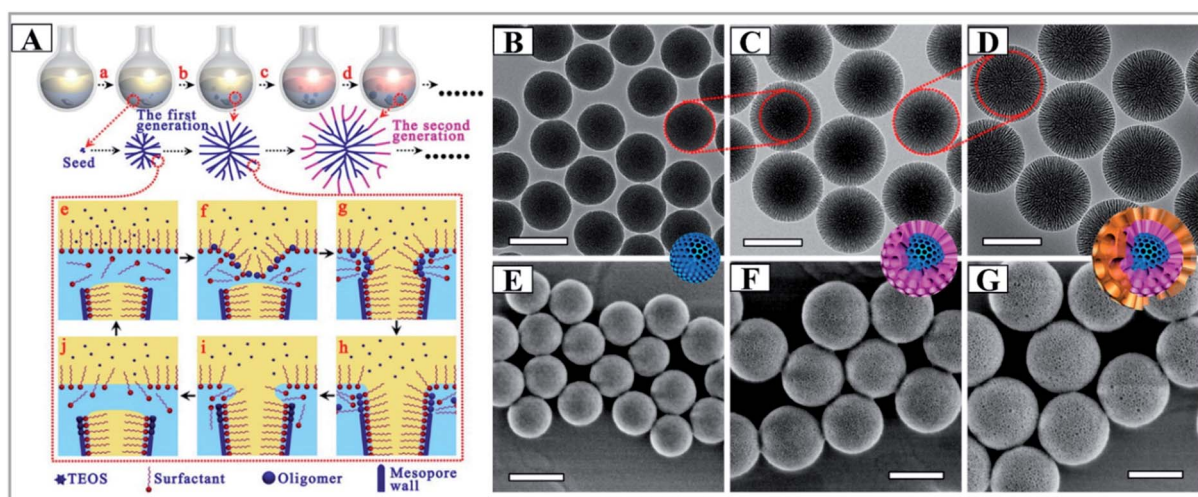 A
a
b
c
d
The first
generation
The second
generation
Seed
e
f
g
j
i
h
TEOS
Surfactant
Oligomer
Mesopore
wall
B
C
D
E
F
G